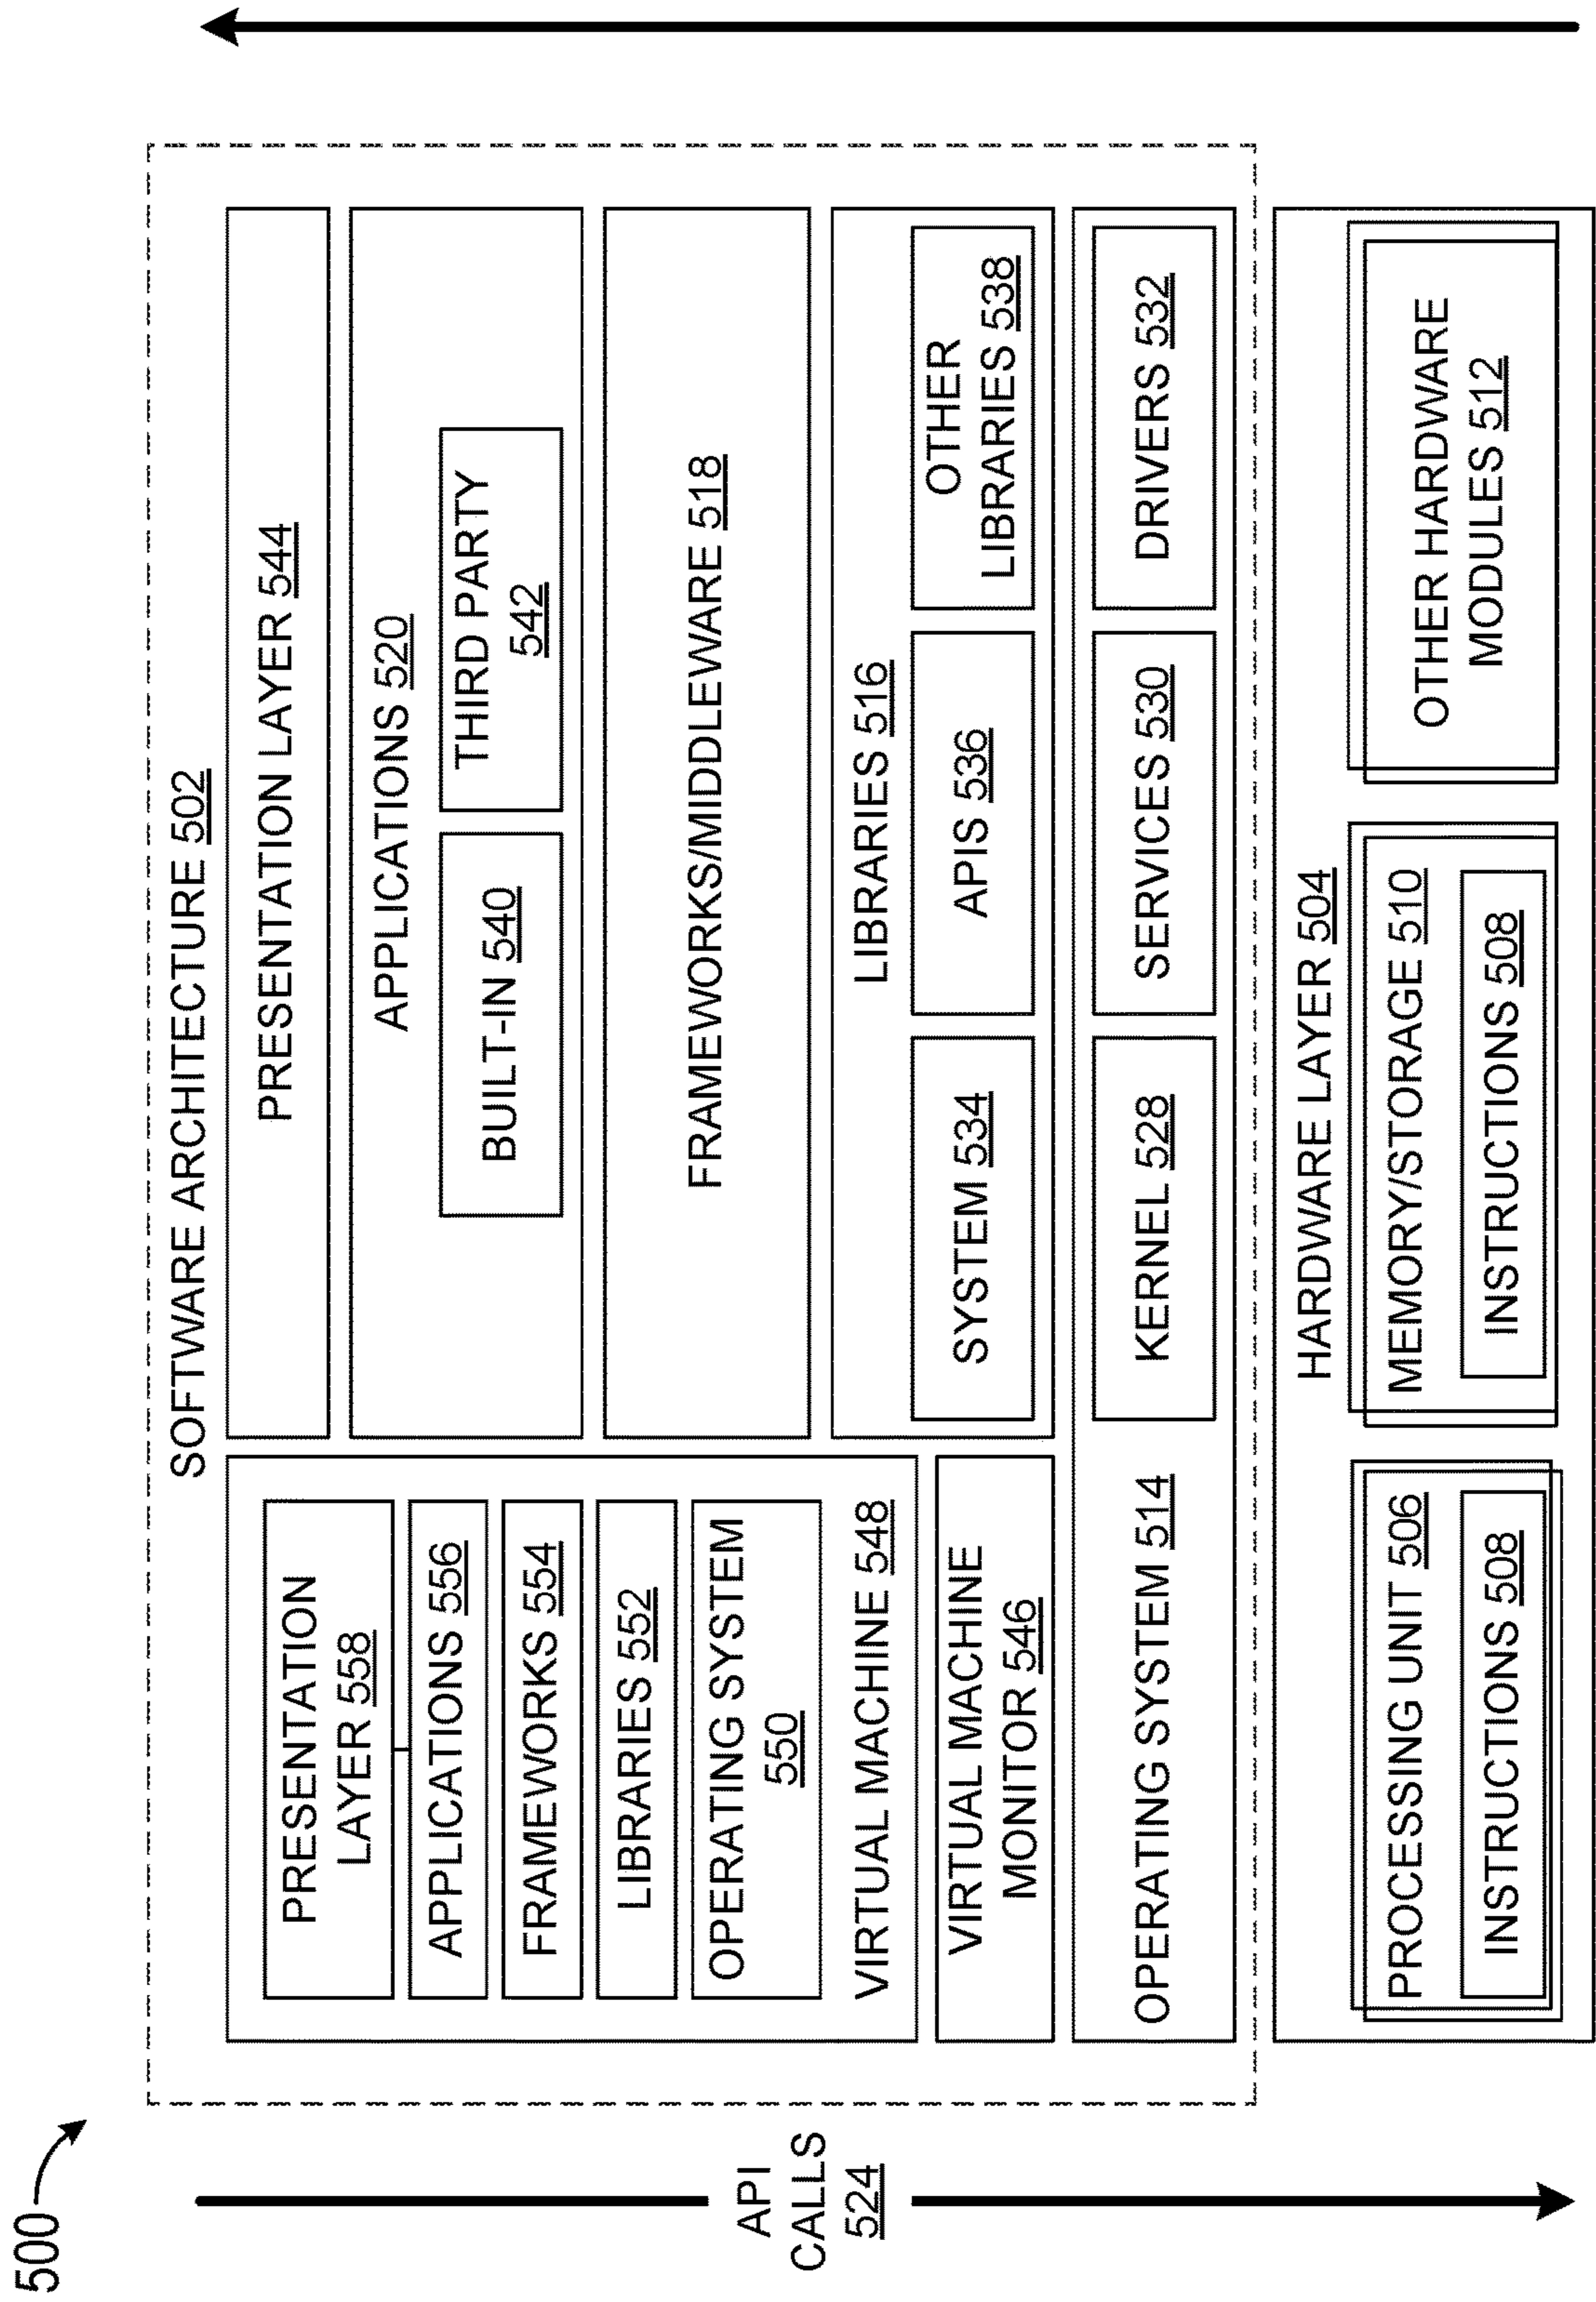 500
SOFTWARE ARCHITECTURE 502
PRESENTATION
LAYER 558
APPLICATIONS 556
FRAMEWORKS 554
LIBRARIES 552
OPERATING SYSTEM
550
VIRTUAL MACHINE 548
VIRTUAL MACHINE
MONITOR 546
PRESENTATION LAYER 544
APPLICATIONS 520
BUILT-IN 540
THIRD PARTY
542
FRAMEWORKS/MIDDLEWARE 518
LIBRARIES 516
SYSTEM 534
APIS 536
OTHER
LIBRARIES 538
OPERATING SYSTEM 514
KERNEL 528
SERVICES 530
DRIVERS 532
API
CALLS
524
HARDWARE LAYER 504
PROCESSING UNIT 506
INSTRUCTIONS 508
MEMORY/STORAGE 510
INSTRUCTIONS 508
OTHER HARDWARE
MODULES 512